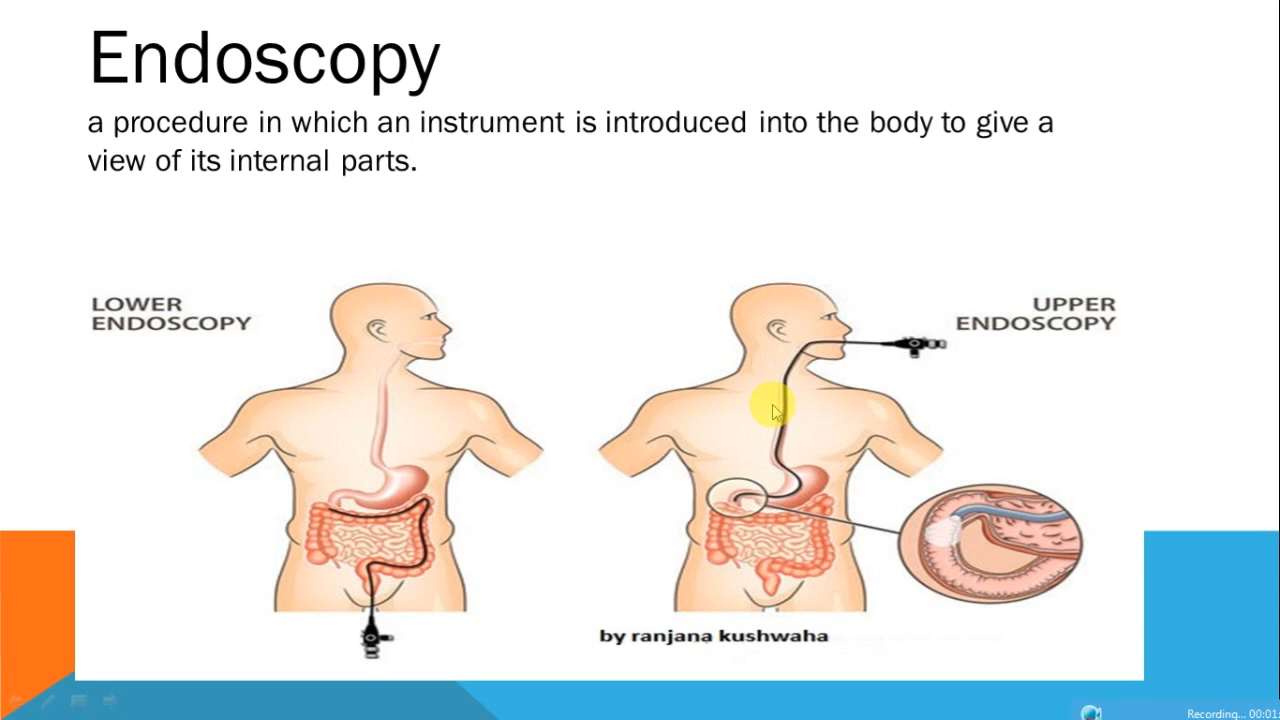 Endoscopy
a procedure in which an instrument is introduced into the body to give a
view of its internal parts.
LOWER
ENDOSCOPY
UPPER
ENDOSCOPY
by ranjana kushwaha
Recording... 00:01: